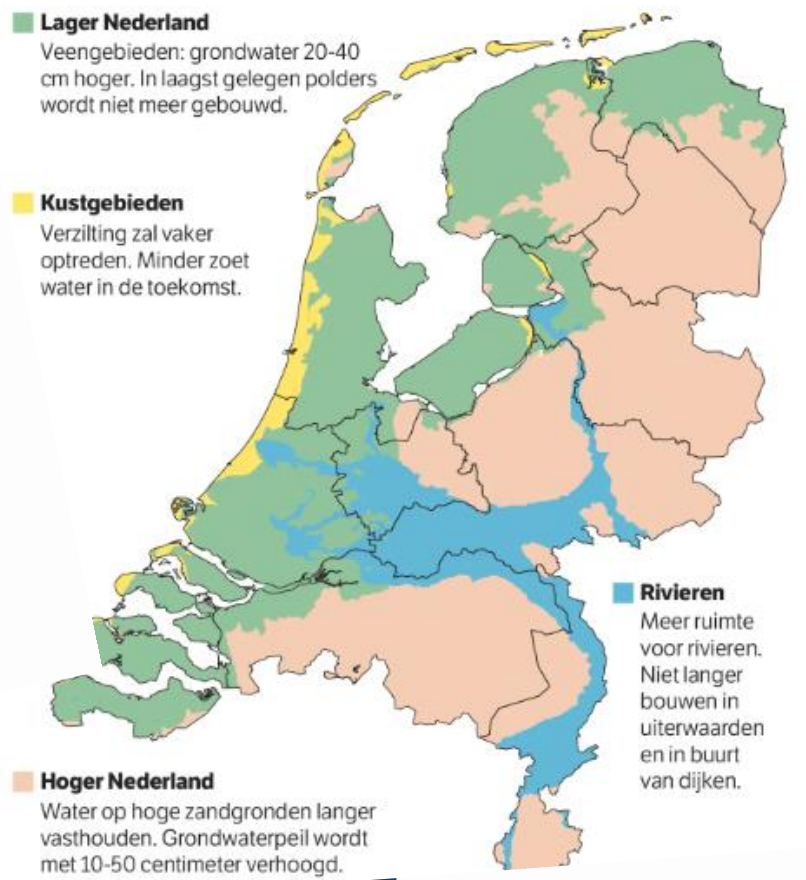 Lager Nederland
Veengebieden: grondwater 20-40
cm hoger. In laagst gelegen polders
wordt niet meer gebouwd.
Kustgebieden
Verzilting zal vaker
optreden. Minder zoet
water in de toekomst.
Rivieren
Meer ruimte
voor rivieren.
Niet langer
bouwen in
uiterwaarden
en in buurt
van dijken.
Hoger Nederland
Water op hoge zandgronden langer
vasthouden. Grondwaterpeil wordt
met 10-50 centimeter verhoogd.